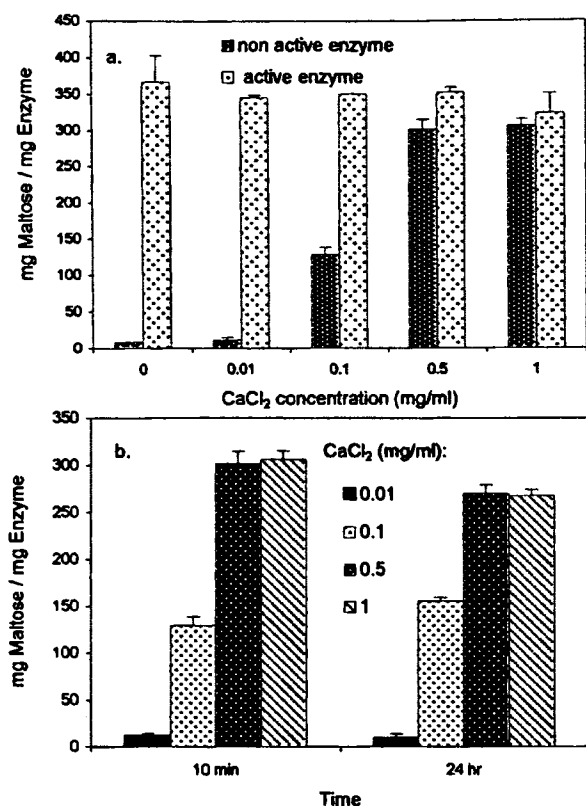 450
400
350
300
250
200
150
100
50
0
mg Maltose / mg Enzyme
a.
non active enzyme
active enzyme
0 0.01 0.1 0.5 1
CaCl₂ concentration (mg/ml)
350
300
250
200
150
100
50
0
mg Maltose / mg Enzyme
b.
CaCl₂ (mg/ml):
0.01
0.1
0.5
1
10 min 24 hr
Time